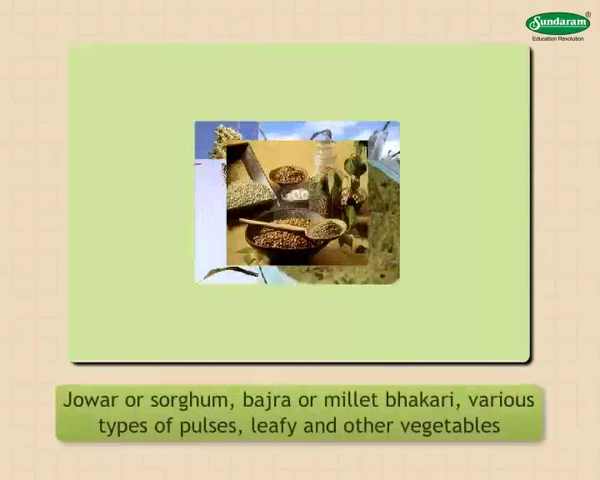 Sundaram
Education Revolution
Jowar or sorghum, bajra or millet bhakari, various
types of pulses, leafy and other vegetables